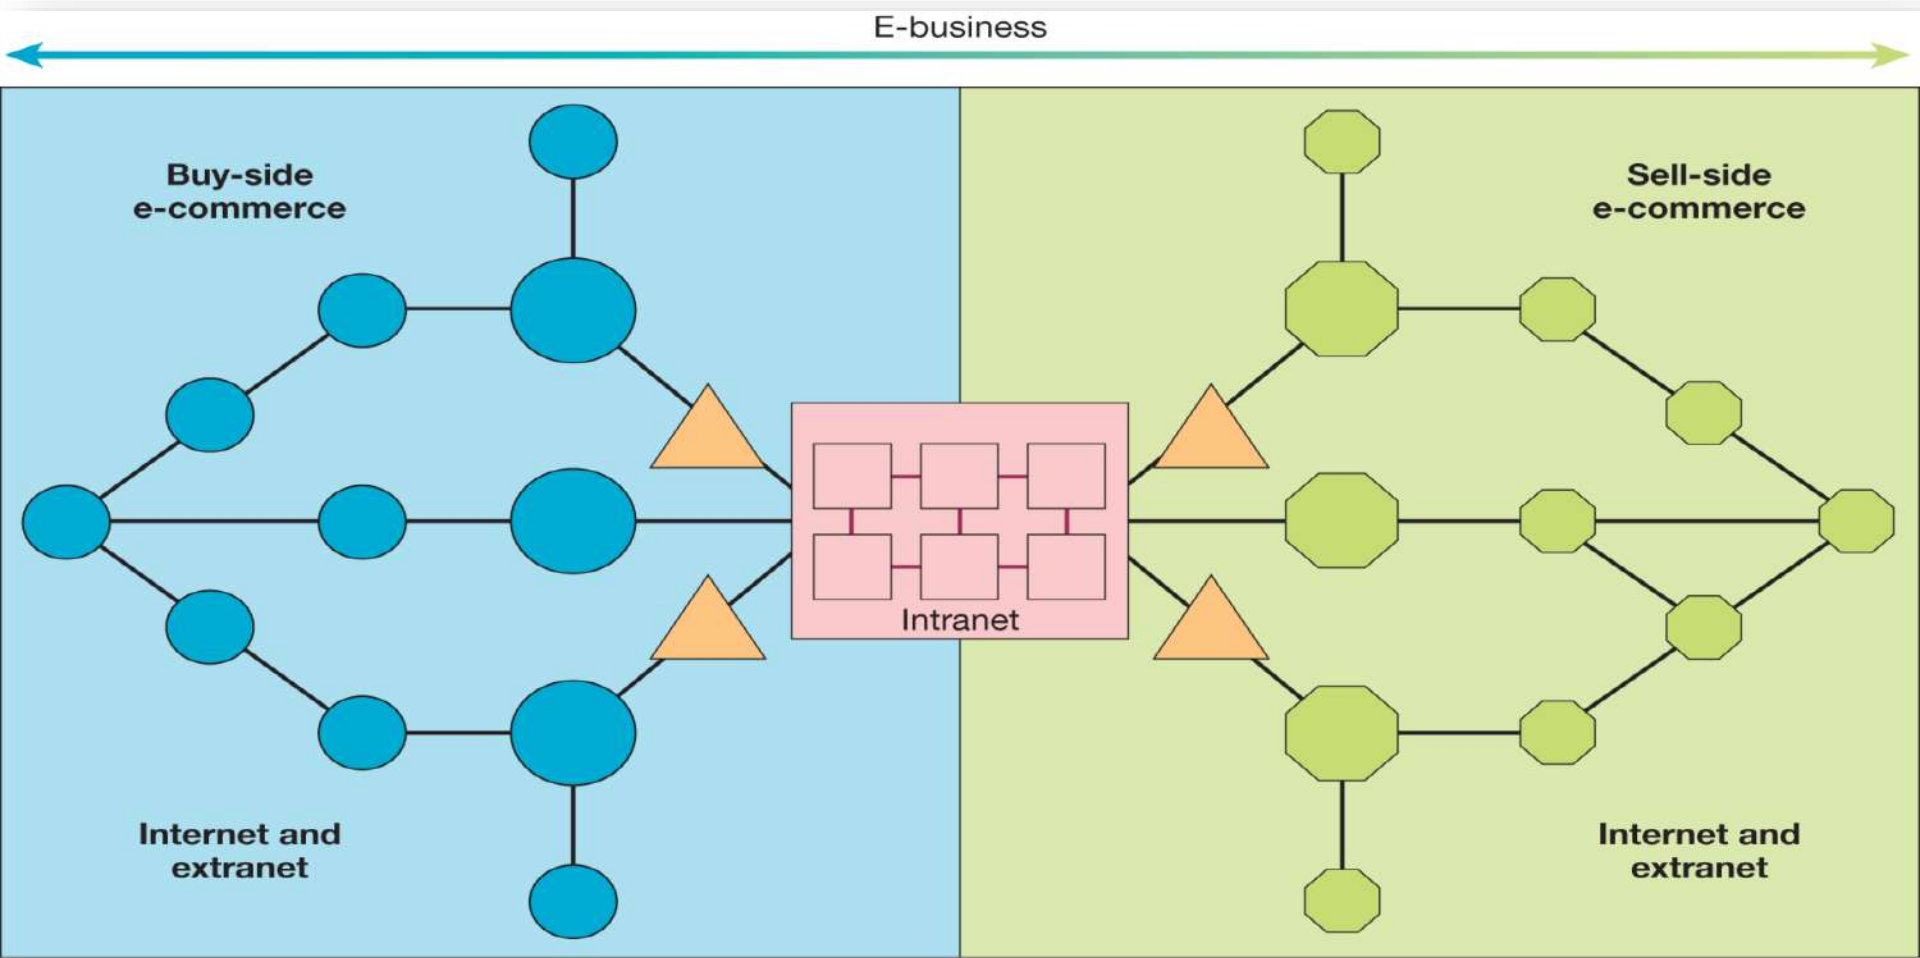 E-business
Buy-side
e-commerce
Sell-side
e-commerce
Intranet
Internet and
extranet
Internet and
extranet